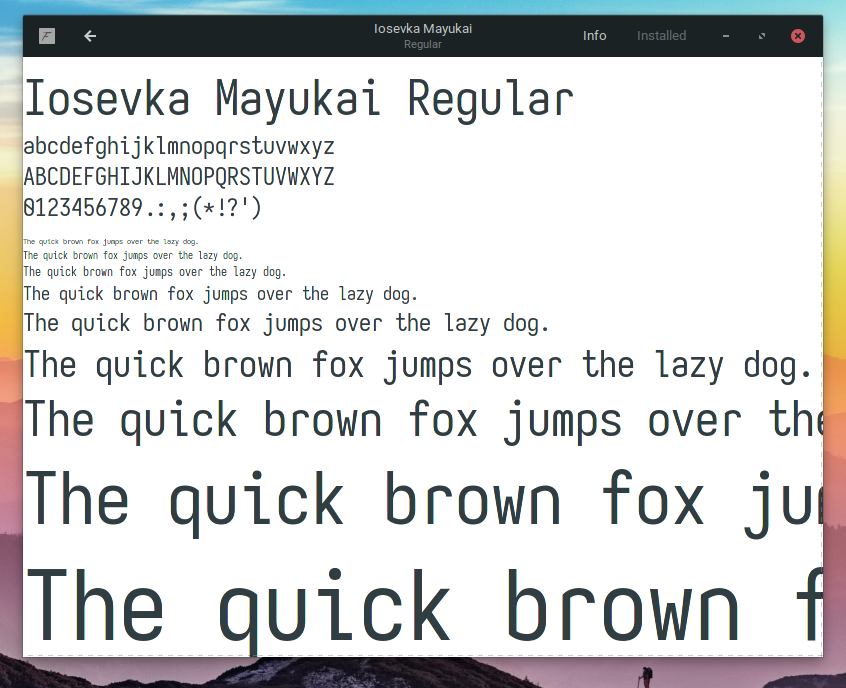 Iosevka Mayukai
Regular
Info
Installed
Iosevka Mayukai Regular
abcdefghijklmnopqrstuvwxyz
ABCDEFGHIJKLMNOPQRSTUVWXYZ
0123456789.:,;(*!?')
The quick brown fox jumps over the lazy dog.
The quick brown fox jumps over the lazy dog.
The quick brown fox jumps over the lazy dog.
The quick brown fox jumps over the lazy dog.
The quick brown fox jumps over the lazy dog.
The quick brown fox jumps over the lazy dog.
The quick brown fox jumps over the
The quick brown fox ju
The quick brown f